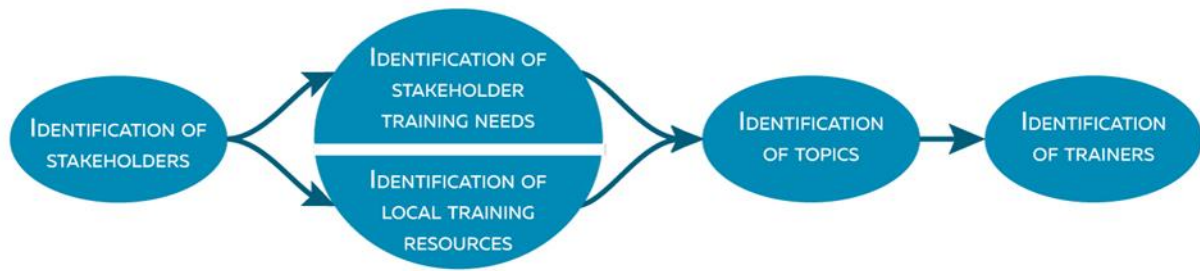 Identification of
stakeholders
Identification of
stakeholder
training needs
Identification of
local training
resources
Identification
of topics
Identification
of trainers